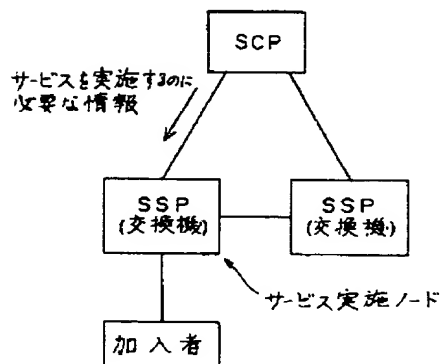 SCP
サービスを実施するのに
必要な情報
SSP
(交換機)
SSP
(交換機)
サービス実施ノード
加入者